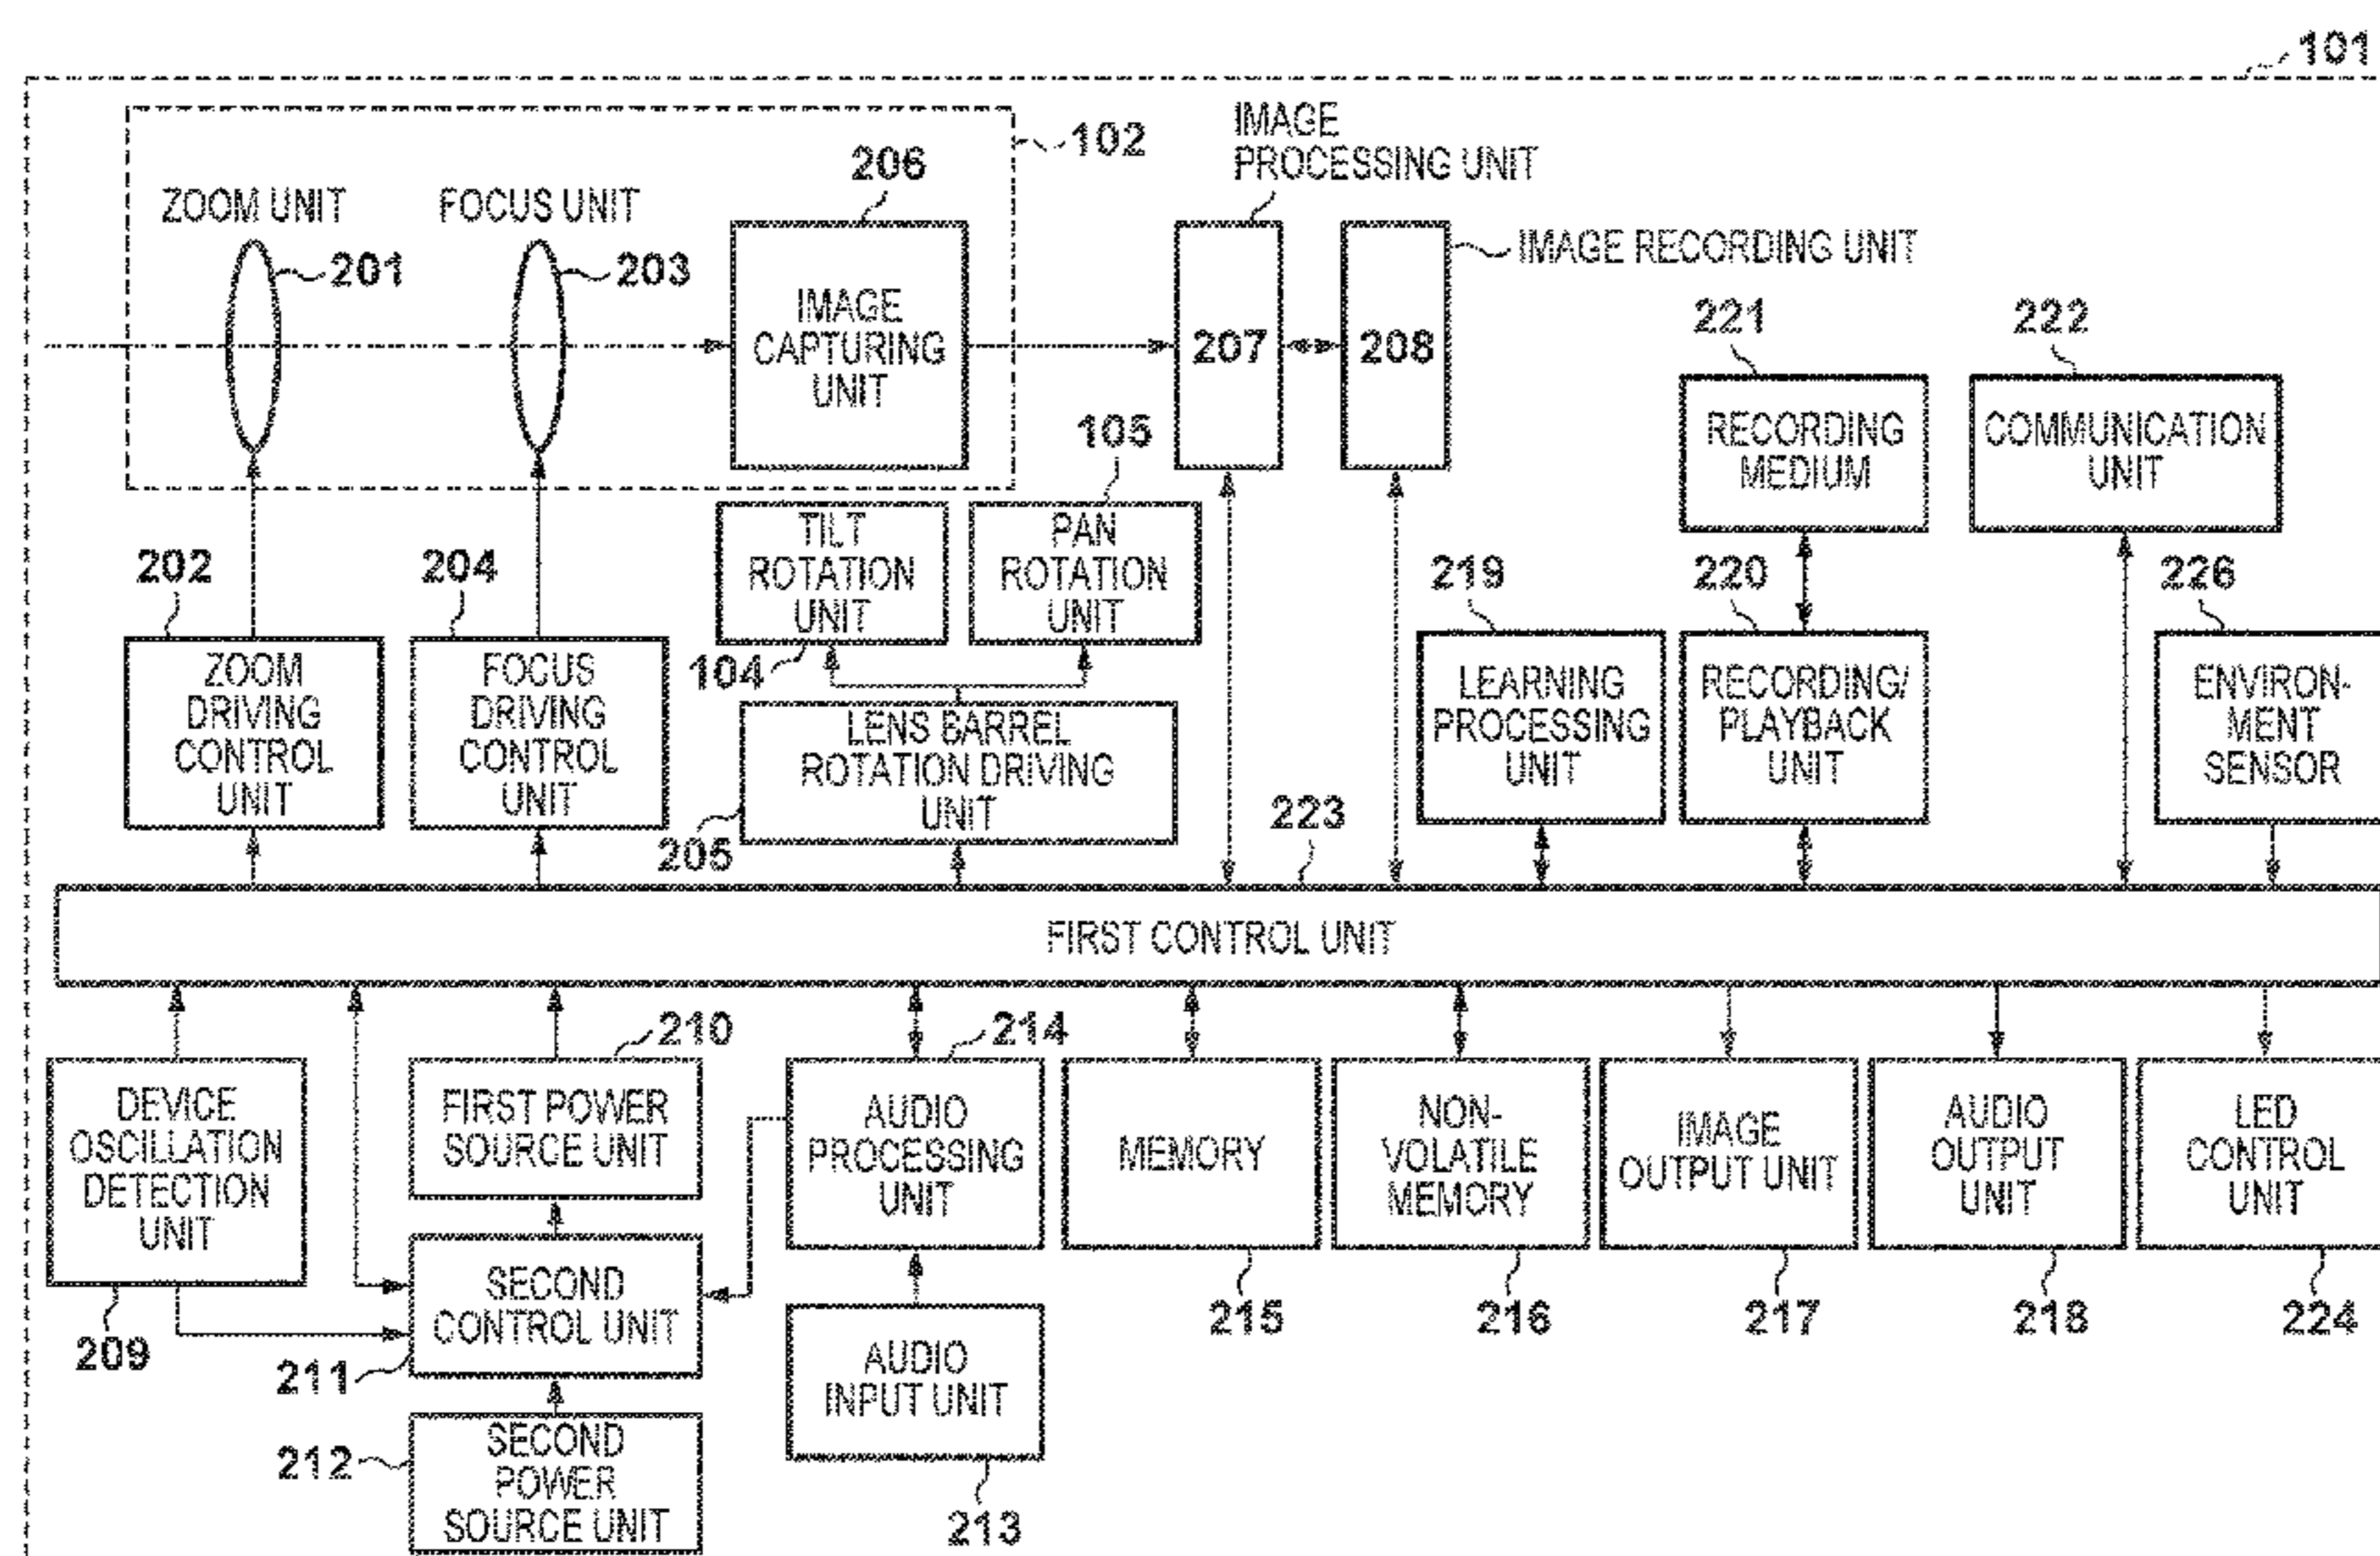 101
102
IMAGE
PROCESSING UNIT
206
ZOOM UNIT
FOCUS UNIT
IMAGE RECORDING UNIT
201
203
IMAGE
CAPTURING
UNIT
207
208
221
222
RECORDING
MEDIUM
COMMUNICATION
UNIT
105
TILT
ROTATION
UNIT
PAN
ROTATION
UNIT
202
204
219
220
226
104
ZOOM
DRIVING
CONTROL
UNIT
FOCUS
DRIVING
CONTROL
UNIT
LENS BARREL
ROTATION DRIVING
UNIT
LEARNING
PROCESSING
UNIT
RECORDING/
PLAYBACK
UNIT
ENVIRON-
MENT
SENSOR
205
223
FIRST CONTROL UNIT
210
214
DEVICE
OSCILLATION
DETECTION
UNIT
FIRST POWER
SOURCE UNIT
AUDIO
PROCESSING
UNIT
MEMORY
NON-
VOLATILE
MEMORY
IMAGE
OUTPUT UNIT
AUDIO
OUTPUT
UNIT
LED
CONTROL
UNIT
209
SECOND
CONTROL UNIT
211
215
216
217
218
224
AUDIO
INPUT UNIT
212
SECOND
POWER
SOURCE UNIT
213